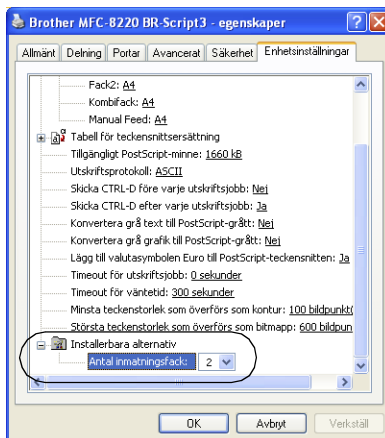 Brother MFC-8220 BR-Script3 - egenskaper
Allmänt Delning Portar Avancerat Säkerhet Enhetsinställningar
Fack2: A4
Kombifack: A4
Manual Feed: A4
Tabell för teckensnittsersättning
Tillgängligt PostScript-minne: 1660 kB
Utskriftsprotokoll: ASCII
Skicka CTRL-D före varje utskriftsjobb: Nej
Skicka CTRL-D efter varje utskriftsjobb: Ja
Konvertera grå text till PostScript-grått: Nej
Konvertera grå grafik till PostScript-grått: Nej
Lägg till valutasymbolen Euro till PostScript-teckensnitten: Ja
Timeout för utskriftsjobb: 0 sekunder
Timeout för väntetid: 300 sekunder
Minsta teckenstorlek som överförs som kontur: 100 bildpunkt(
Största teckenstorlek som överförs som bitmapp: 600 bildpun
Installerbara alternativ
Antal inmatningsfack: 2
OK Avbryt Verkställ